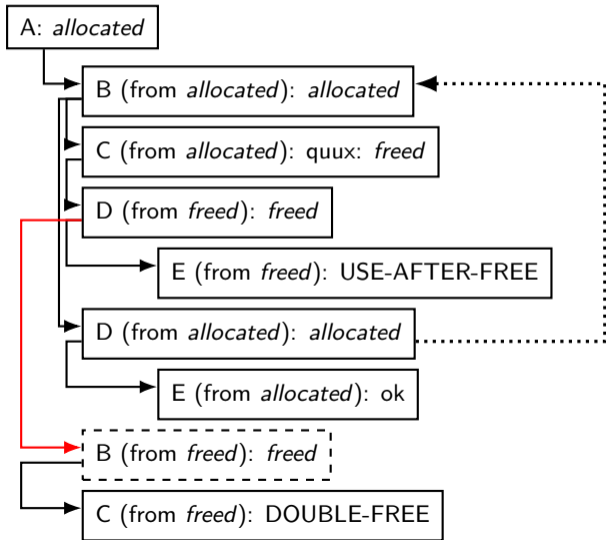 A: allocated
B (from allocated): allocated
C (from allocated): quux: freed
D (from freed): freed
E (from freed): USE-AFTER-FREE
D (from allocated): allocated
E (from allocated): ok
B (from freed): freed
C (from freed): DOUBLE-FREE